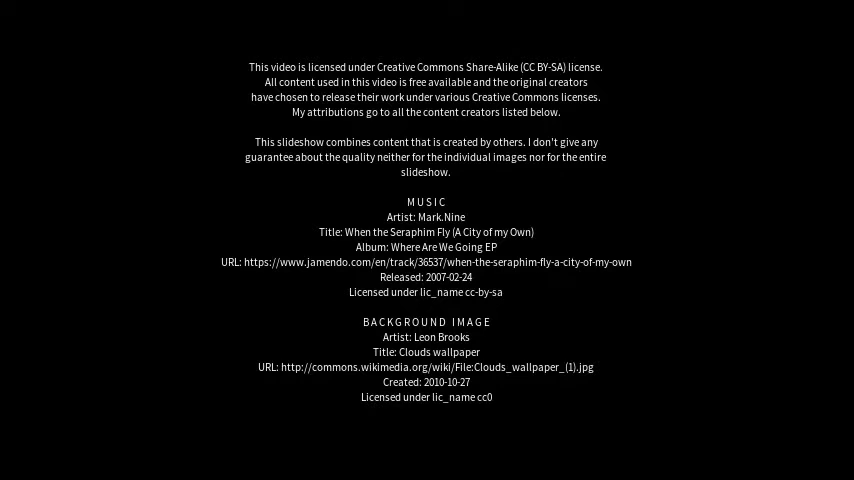 This video is licensed under Creative Commons Share-Alike (CC BY-SA) license.
All content used in this video is free available and the original creators
have chosen to release their work under various Creative Commons licenses.
My attributions go to all the content creators listed below.
This slideshow combines content that is created by others. I don't give any
guarantee about the quality neither for the individual images nor for the entire
slideshow.
MUSIC
Artist: Mark.Nine
Title: When the Seraphim Fly (A City of my Own)
Album: Where Are We Going EP
URL: https://www.jamendo.com/en/track/36537/when-the-seraphim-fly-a-city-of-my-own
Released: 2007-02-24
Licensed under lic_name cc-by-sa
BACKGROUND IMAGE
Artist: Leon Brooks
Title: Clouds wallpaper
URL: http://commons.wikimedia.org/wiki/File:Clouds_wallpaper_(1).jpg
Created: 2010-10-27
Licensed under lic_name cc0